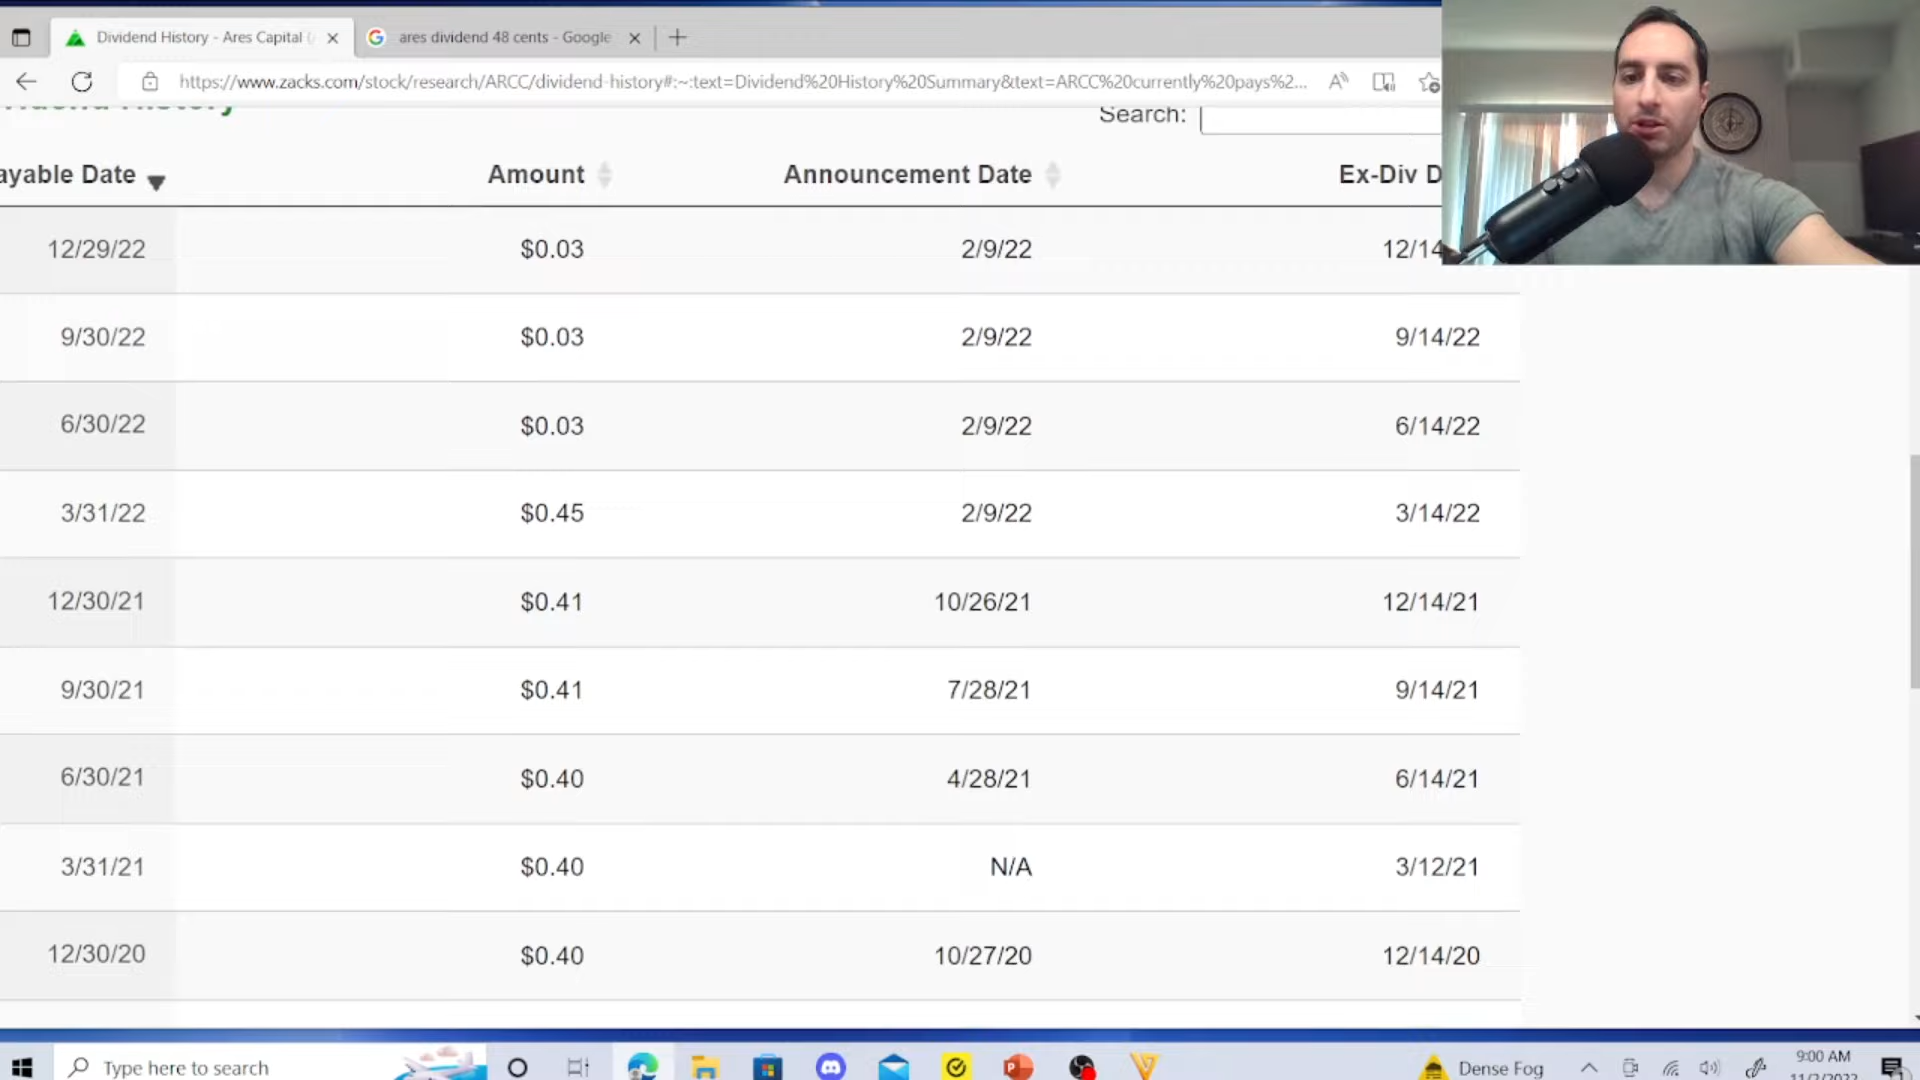 Dividend History - Ares Capital (
ares dividend 48 cents - Google
https://www.zacks.com/stock/research/ARCC/dividend-history#:~:text=Dividend%20History%20Summary&text=ARCC%20currently%20pays%2...
History
Search:
ayable Date Amount Announcement Date Ex-Div D
12/29/22 $0.03 2/9/22 12/14
9/30/22 $0.03 2/9/22 9/14/22
6/30/22 $0.03 2/9/22 6/14/22
3/31/22 $0.45 2/9/22 3/14/22
12/30/21 $0.41 10/26/21 12/14/21
9/30/21 $0.41 7/28/21 9/14/21
6/30/21 $0.40 4/28/21 6/14/21
3/31/21 $0.40 N/A 3/12/21
12/30/20 $0.40 10/27/20 12/14/20
Type here to search
Dense Fog
9:00 AM